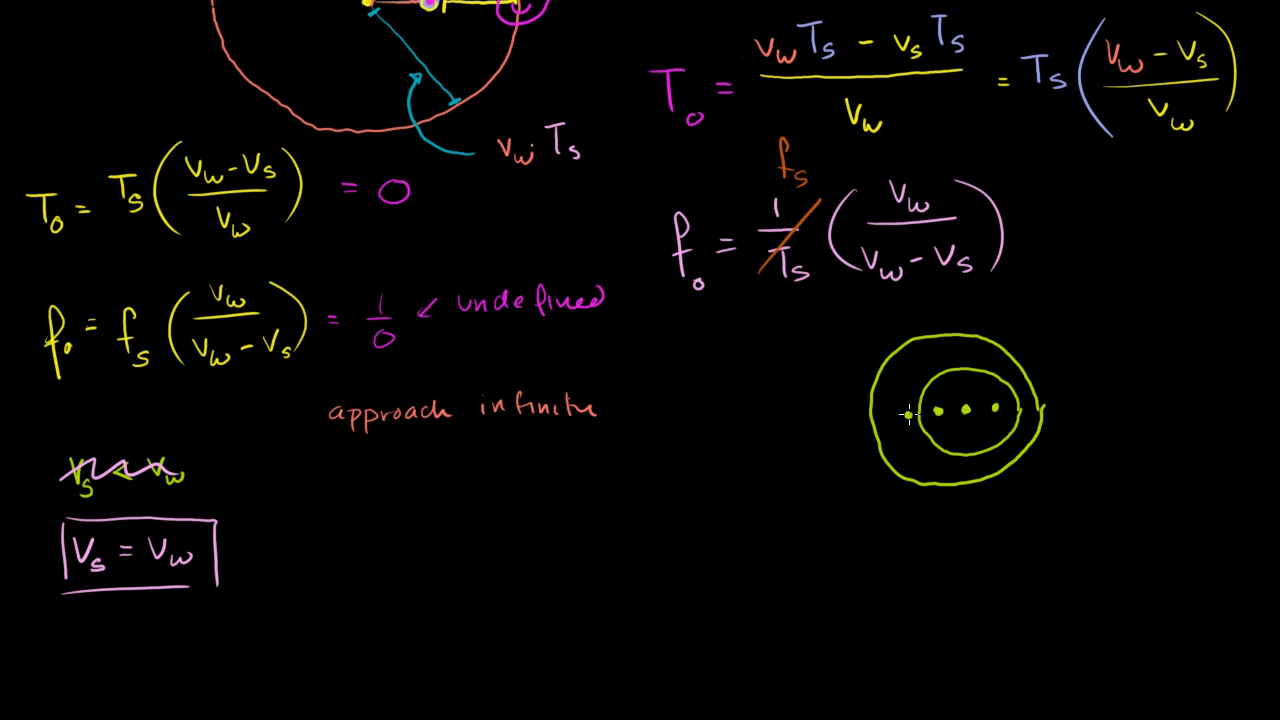 T₀ = (v_w T_s − v_s T_s) / v_w = T_s ((v_w − v_s) / v_w)
v_w · T_s
T₀ = T_s ((v_w − v_s) / v_w) = 0
f₀ = 1/T_s f_s (v_w / (v_w − v_s))
f₀ = f_s (v_w / (v_w − v_s)) = 1/0 ← undefined
approach infinite
v_s < v_w
v_s = v_w